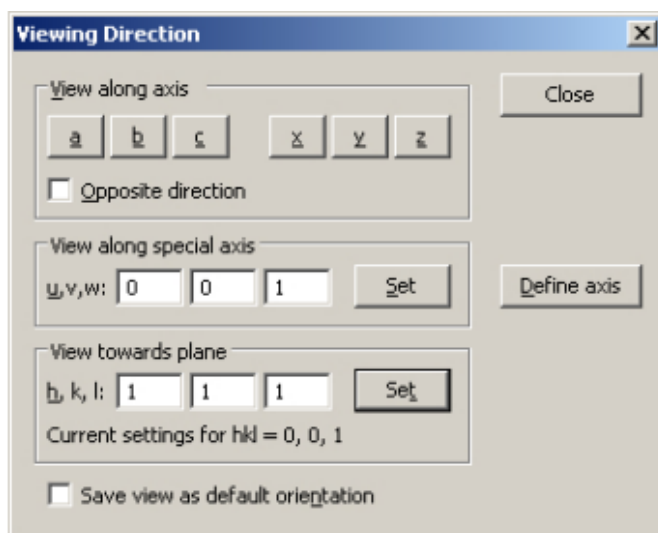 Viewing Direction
View along axis
Close
a b c x y z
Opposite direction
View along special axis
u,v,w: 0 0 1 Set
Define axis
View towards plane
h, k, l: 1 1 1 Set
Current settings for hkl = 0, 0, 1
Save view as default orientation